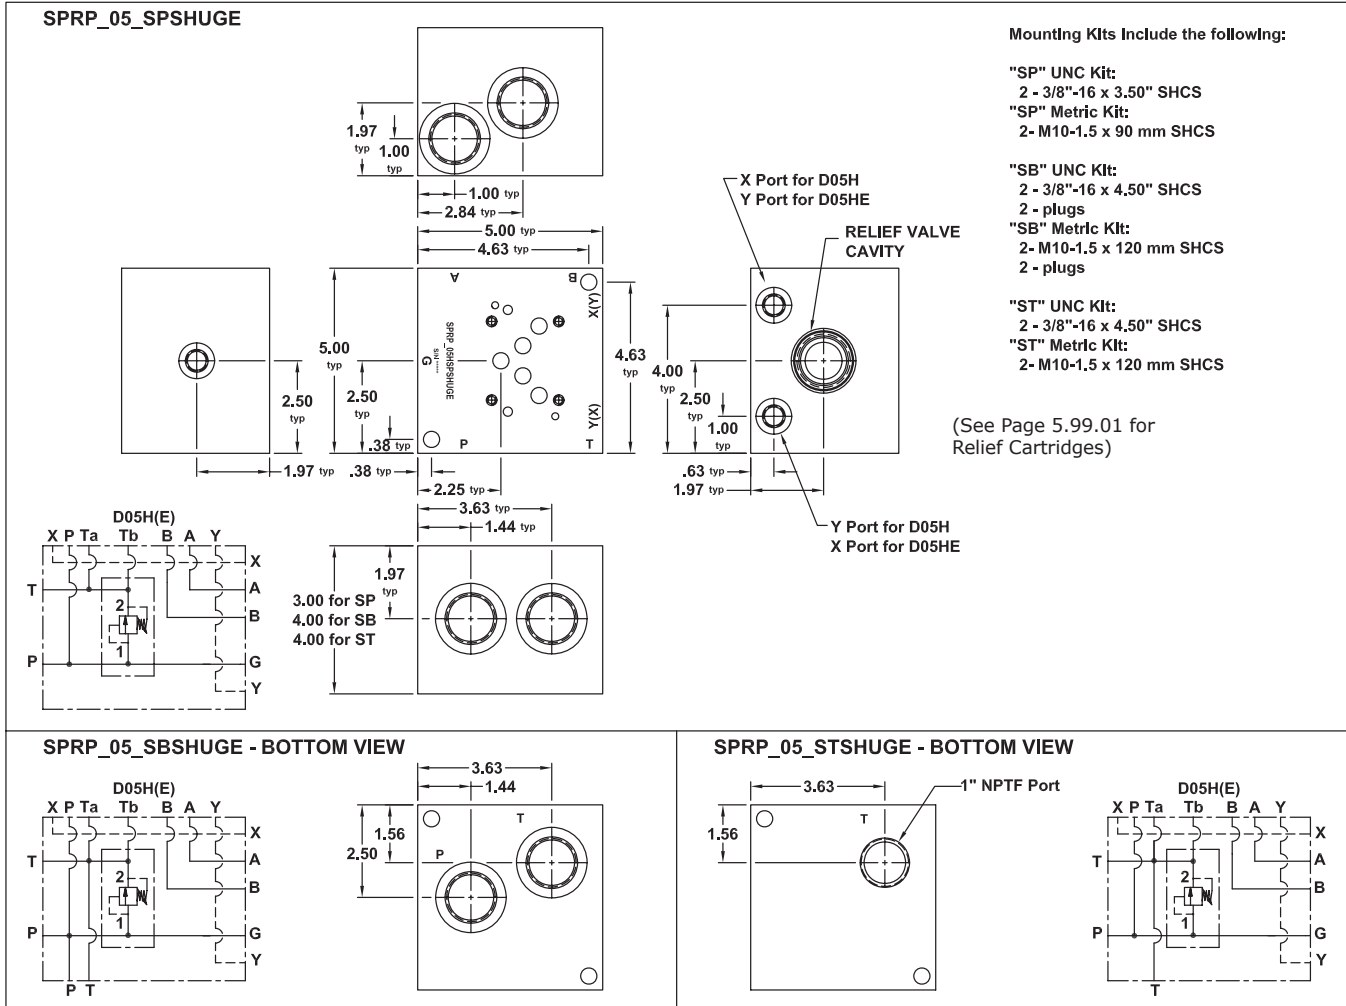 SPRP_05_SPSHUGE
1.97
typ
1.00
typ
1.00 typ
2.84 typ
5.00 typ
4.63 typ
Mounting Kits Include the following:
"SP" UNC Kit:
2 - 3/8"-16 x 3.50" SHCS
"SP" Metric Kit:
2- M10-1.5 x 90 mm SHCS
"SB" UNC Kit:
2 - 3/8"-16 x 4.50" SHCS
2 - plugs
"SB" Metric Kit:
2- M10-1.5 x 120 mm SHCS
2 - plugs
"ST" UNC Kit:
2 - 3/8"-16 x 4.50" SHCS
"ST" Metric Kit:
2- M10-1.5 x 120 mm SHCS
(See Page 5.99.01 for
Relief Cartridges)
X Port for D05H
Y Port for D05HE
RELIEF VALVE
CAVITY
2.50
typ
1.97 typ
5.00
typ
2.50
typ
.38 typ
.38 typ
A
B
X(Y)
SPRP_05HSPSHUGE
G
Y(X)
P
T
2.25 typ
4.63
typ
4.00
typ
2.50
typ
1.00
typ
.63 typ
1.97 typ
Y Port for D05H
X Port for D05HE
3.63 typ
1.44 typ
1.97
typ
3.00 for SP
4.00 for SB
4.00 for ST
D05H(E)
X P Ta Tb B A Y
X
T
A
2
B
1
P
G
Y
SPRP_05_SBSHUGE - BOTTOM VIEW
D05H(E)
X P Ta Tb B A Y
X
T
A
2
B
1
P
G
Y
P T
3.63
1.44
1.56
2.50
T
P
SPRP_05_STSHUGE - BOTTOM VIEW
3.63
1" NPTF Port
1.56
T
D05H(E)
X P Ta Tb B A Y
X
T
A
2
B
1
P
G
Y
T